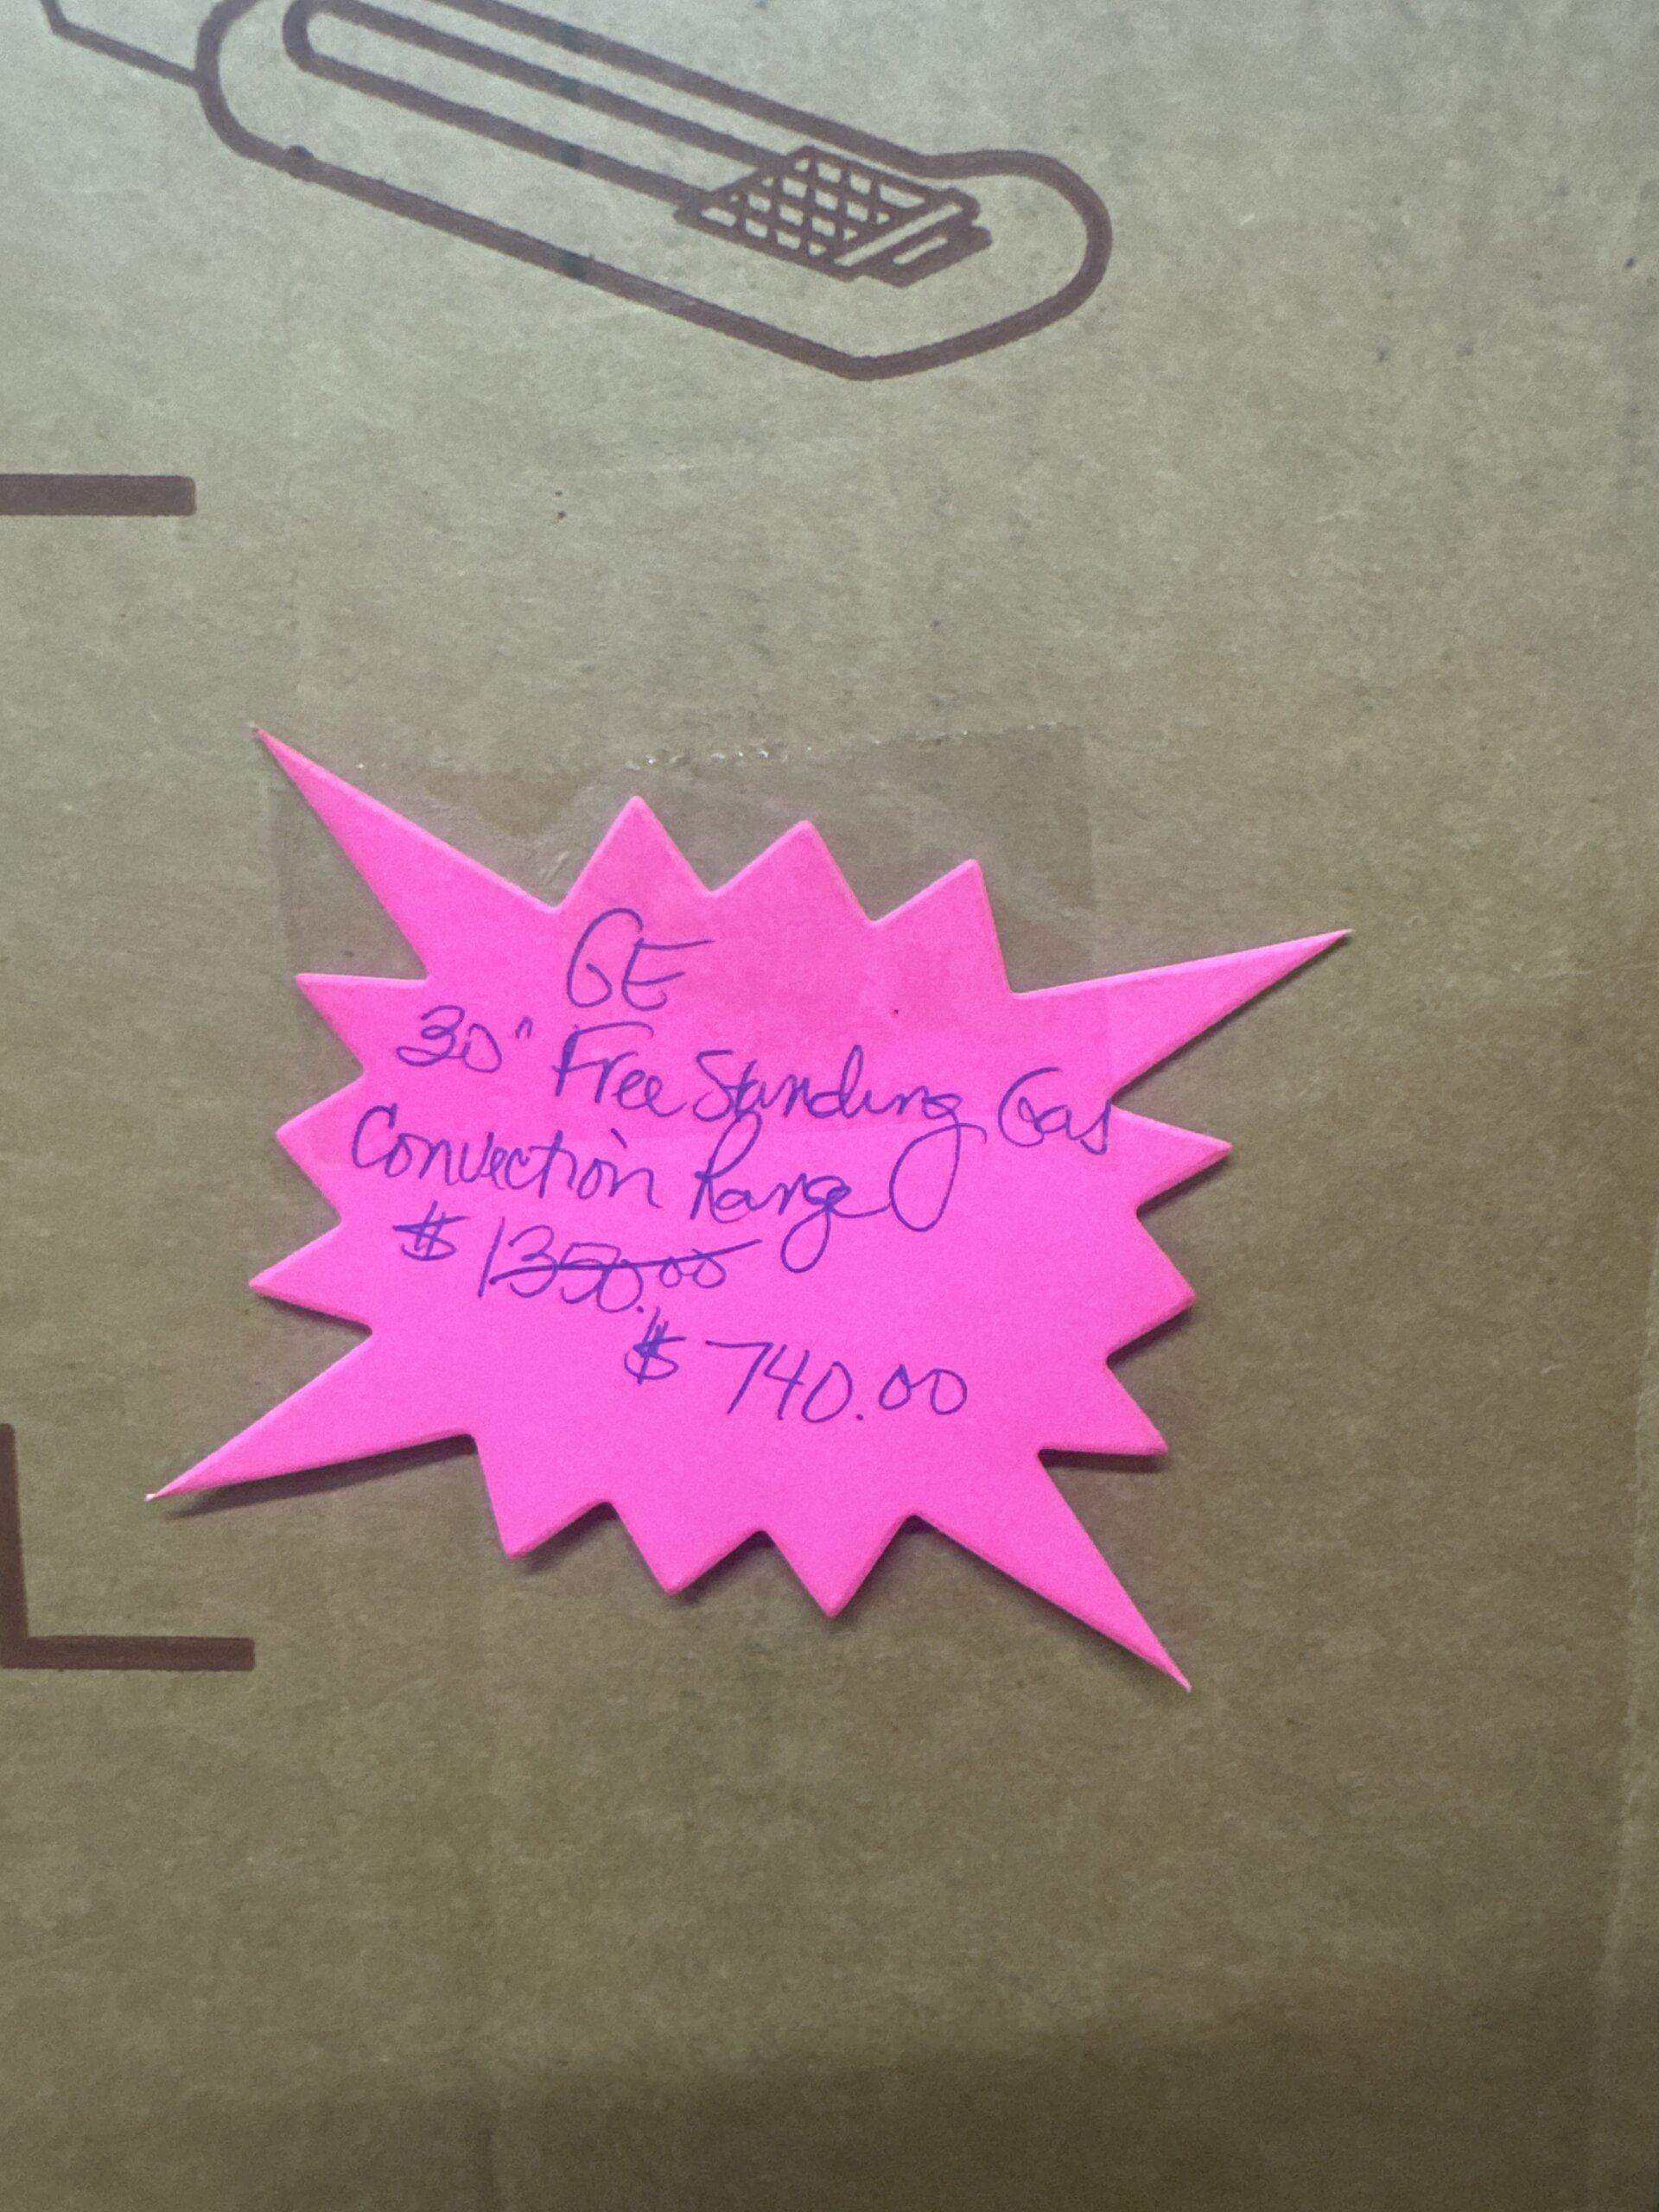 GE
30" Free Standing Gas
Convection Range
$ 1350.00
$ 740.00